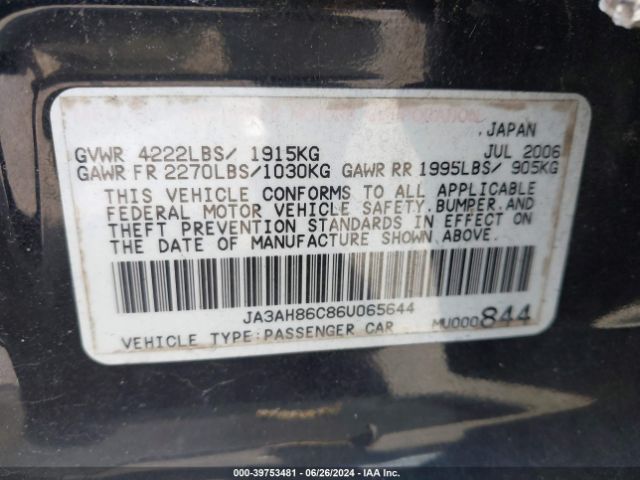 MOTORS CORPORATION
JAPAN
GVWR 4222LBS/ 1915KG JUL 2006
GAWR FR 2270LBS/1030KG GAWR RR 1995LBS/ 905KG
THIS VEHICLE CONFORMS TO ALL APPLICABLE
FEDERAL MOTOR VEHICLE SAFETY, BUMPER, AND
THEFT PREVENTION STANDARDS IN EFFECT ON
THE DATE OF MANUFACTURE SHOWN ABOVE.
JA3AH86C86U065644
VEHICLE TYPE:PASSENGER CAR MU000844
000-39753481 - 06/26/2024 - IAA Inc.